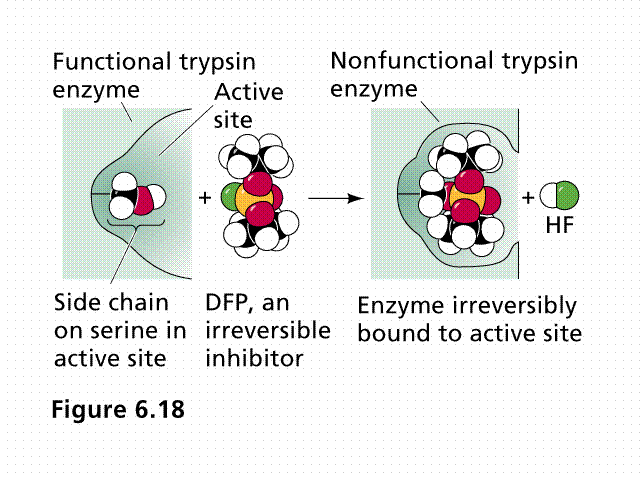 Functional trypsin
enzyme
Active
site
Nonfunctional trypsin
enzyme
+
+
HF
Side chain
on serine in
active site
DFP, an
irreversible
inhibitor
Enzyme irreversibly
bound to active site
Figure 6.18